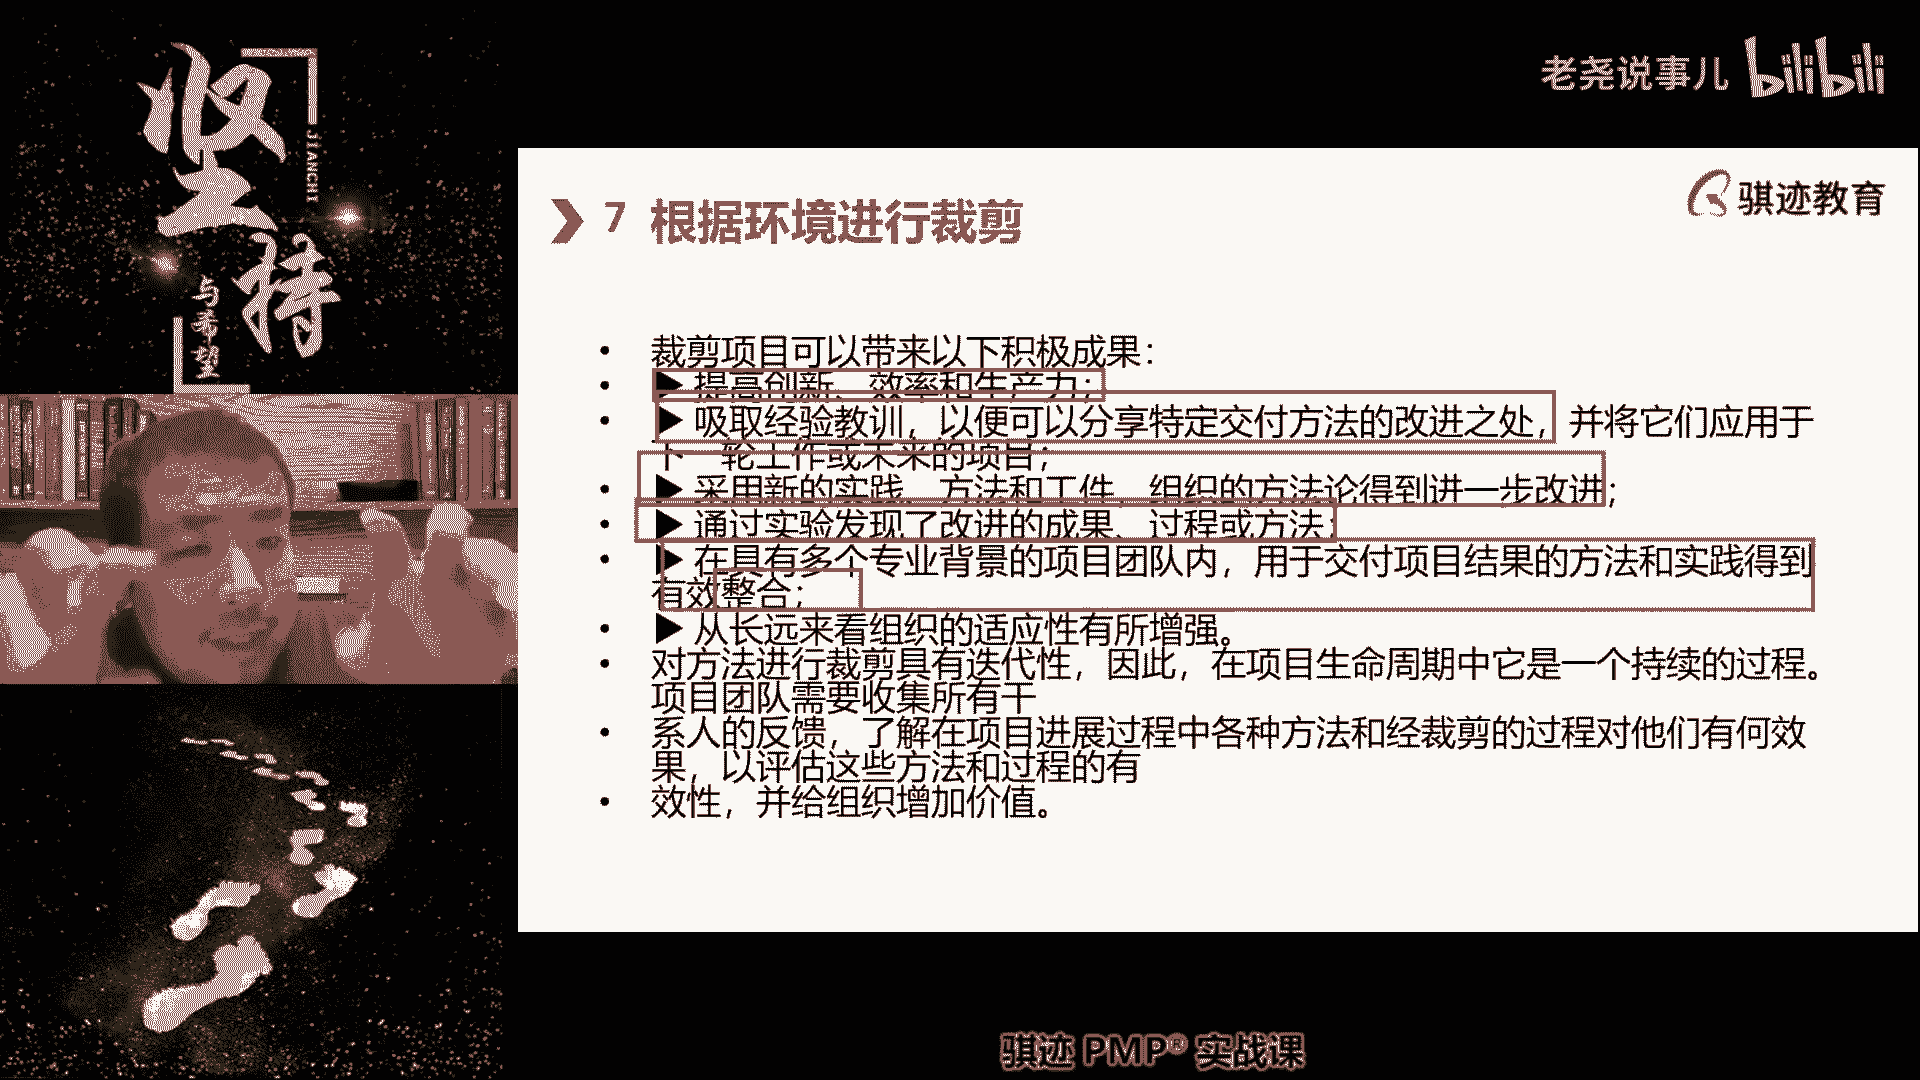 坚持
JIANCHI
与希望
老尧说事儿 bilibili
骐迹教育
7 根据环境进行裁剪
• 裁剪项目可以带来以下积极成果：
• ▶ 提高创新、效率和生产力；
• ▶ 吸取经验教训，以便可以分享特定交付方法的改进之处，并将它们应用于
下一轮工作或未来的项目；
• ▶ 采用新的实践、方法和工件，组织的方法论得到进一步改进；
• ▶ 通过实验发现了改进的成果、过程或方法；
• ▶ 在具有多个专业背景的项目团队内，用于交付项目结果的方法和实践得到
有效整合；
• ▶ 从长远来看组织的适应性有所增强。
• 对方法进行裁剪具有迭代性，因此，在项目生命周期中它是一个持续的过程。
项目团队需要收集所有干
• 系人的反馈，了解在项目进展过程中各种方法和经裁剪的过程对他们有何效
果，以评估这些方法和过程的有
• 效性，并给组织增加价值。
骐迹 PMP® 实战课